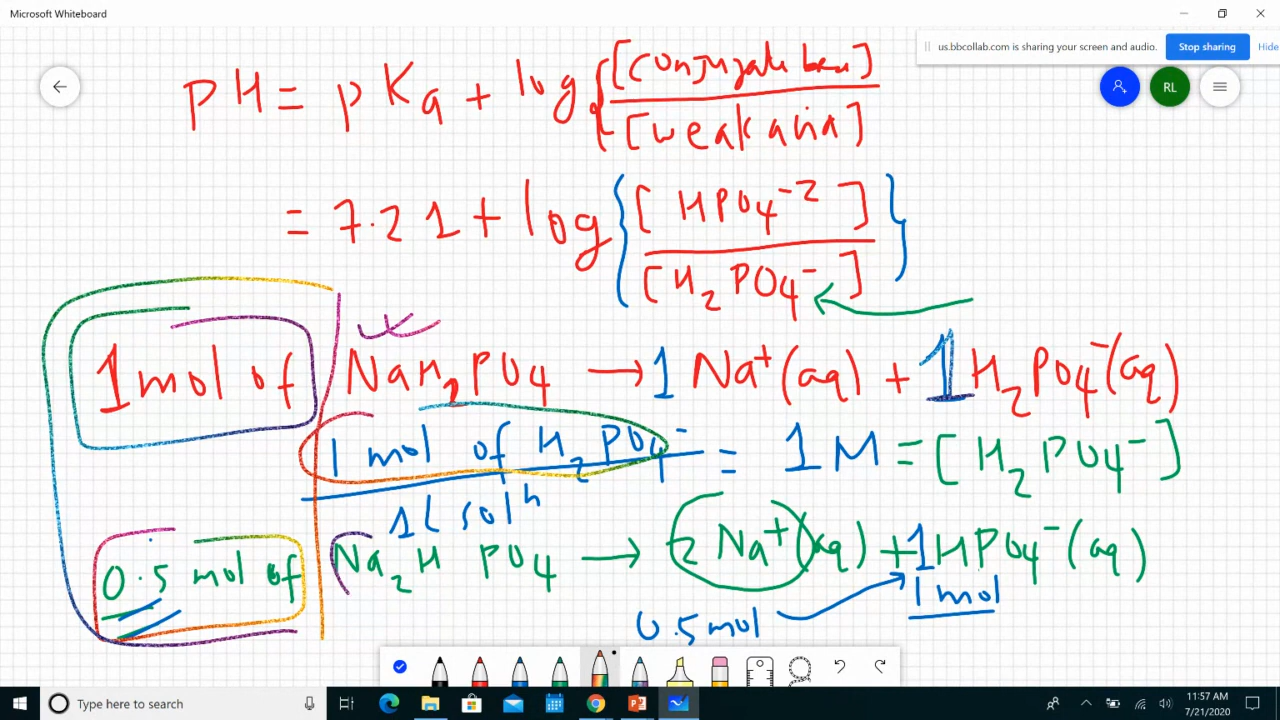 Microsoft Whiteboard
us.bbcollab.com is sharing your screen and audio. Stop sharing Hide
RL
PH = pKa + log {[conjugate base]
[weak acid]
= 7.21 + log {[HPO4^-2]
[H2PO4^-]}
1 mol of NaH2PO4 → 1 Na+(aq) + 1 H2PO4^-(aq)
1 mol of H2PO4^- = 1 M = [H2PO4^-]
1 L soln
0.5 mol of Na2H PO4 → 2 Na+(aq) + 1 HPO4^-(aq)
0.5 mol 1 mol
Type here to search
11:57 AM
7/21/2020